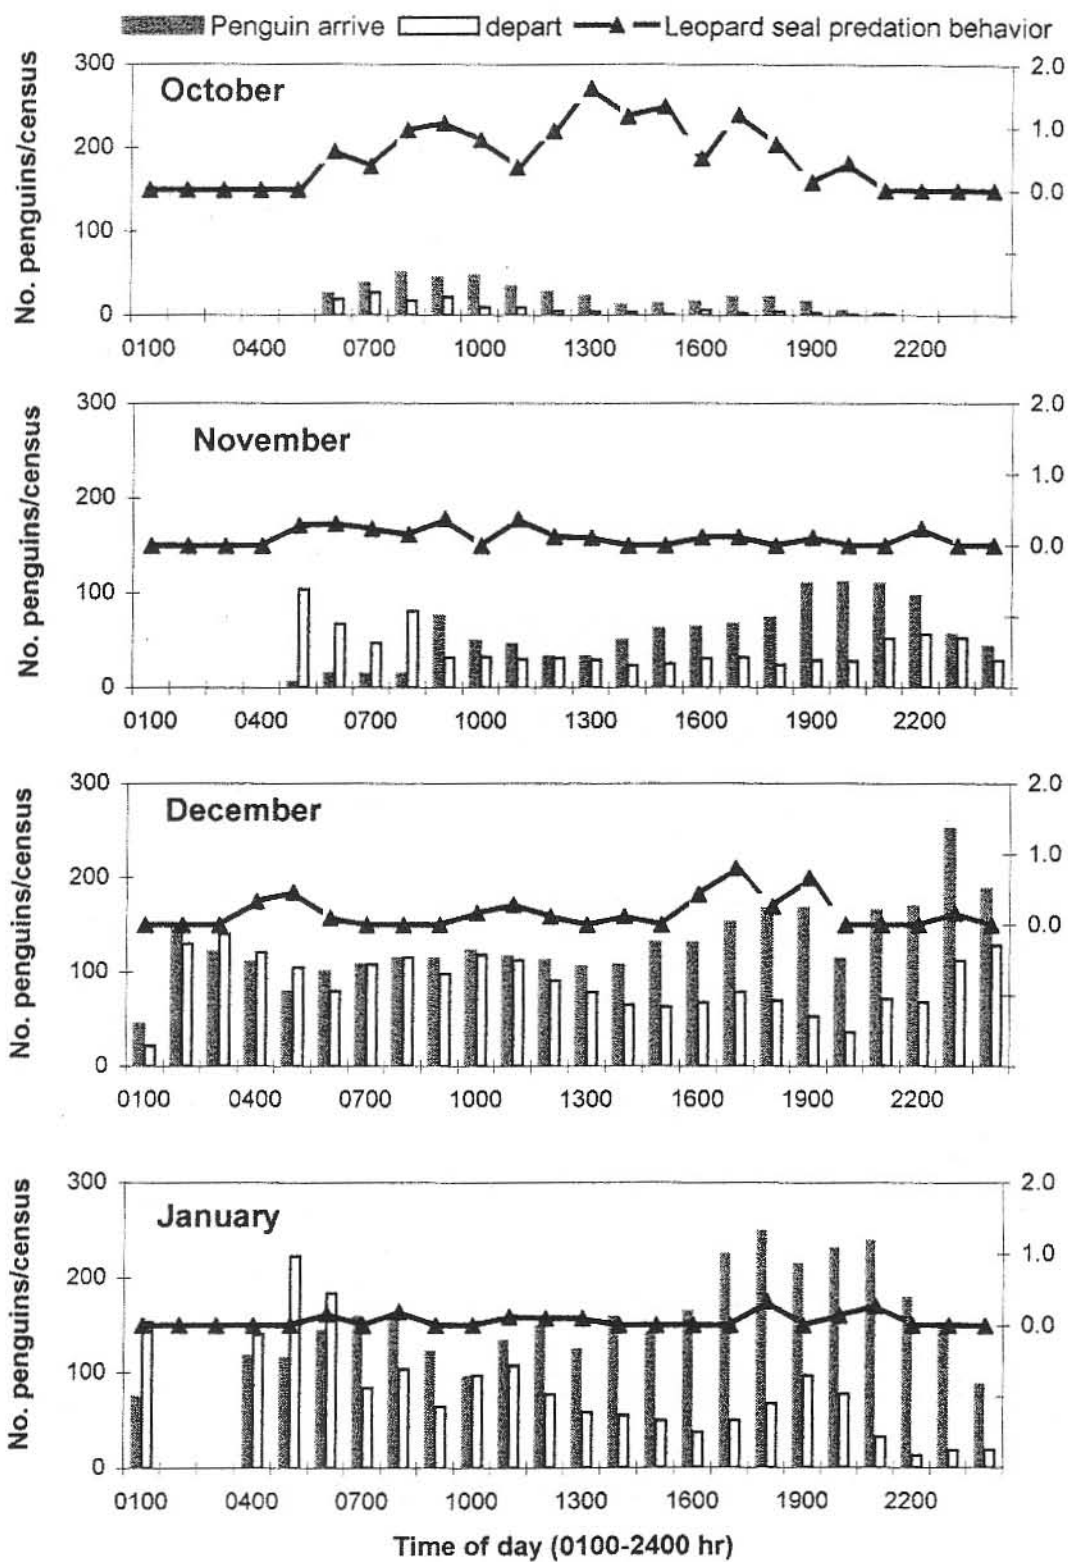 Penguin arrive depart Leopard seal predation behavior
October
No. penguins/census
300 2.0
200 1.0
100 0.0
0
0100 0400 0700 1000 1300 1600 1900 2200
November
No. penguins/census
300 2.0
200 1.0
100 0.0
0
0100 0400 0700 1000 1300 1600 1900 2200
December
No. penguins/census
300 2.0
200 1.0
100 0.0
0
0100 0400 0700 1000 1300 1600 1900 2200
January
No. penguins/census
300 2.0
200 1.0
100 0.0
0
0100 0400 0700 1000 1300 1600 1900 2200
Time of day (0100-2400 hr)